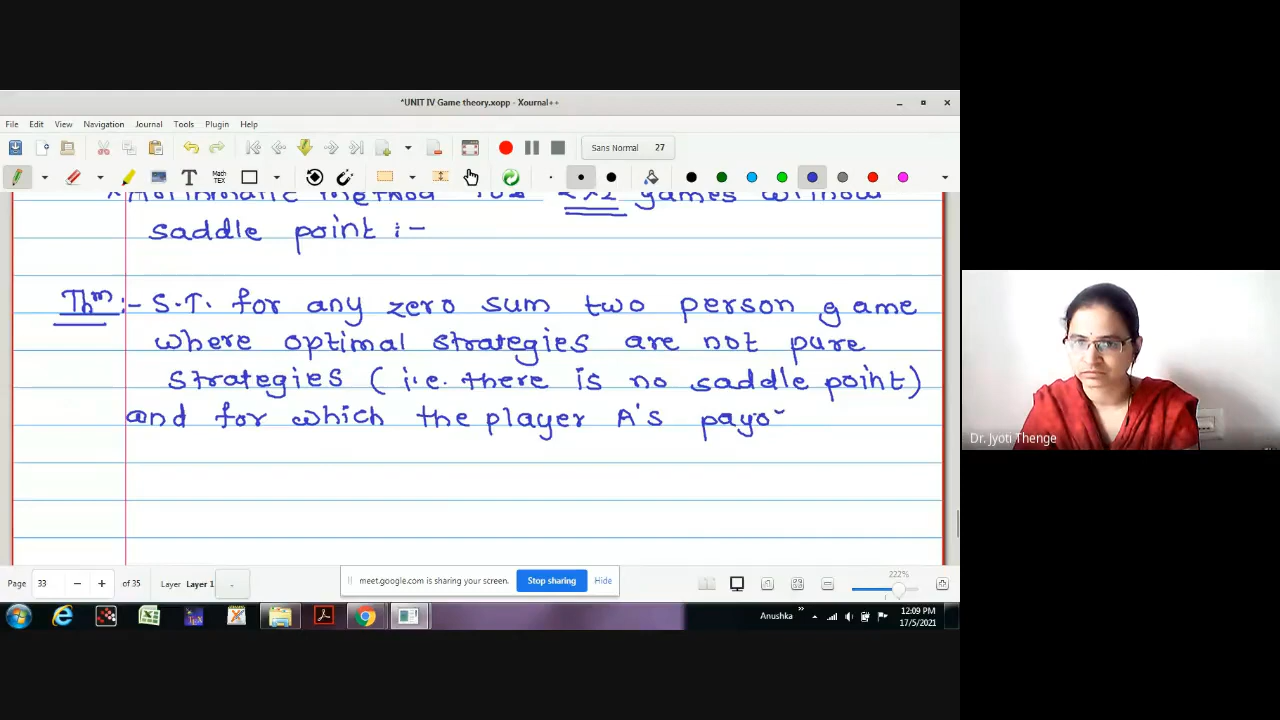 *UNIT IV Game theory.xopp - Xournal++
File Edit View Navigation Journal Tools Plugin Help
Sans Normal 27
method games
saddle point :-
Thm :- S.T. for any zero sum two person game
where optimal strategies are not pure
strategies (i.e. there is no saddle point)
and for which the player A's payo
Dr. Jyoti Thenge
Page 33 of 35 Layer Layer 1
meet.google.com is sharing your screen. Stop sharing Hide
222%
Anushka
12:09 PM
17/5/2021